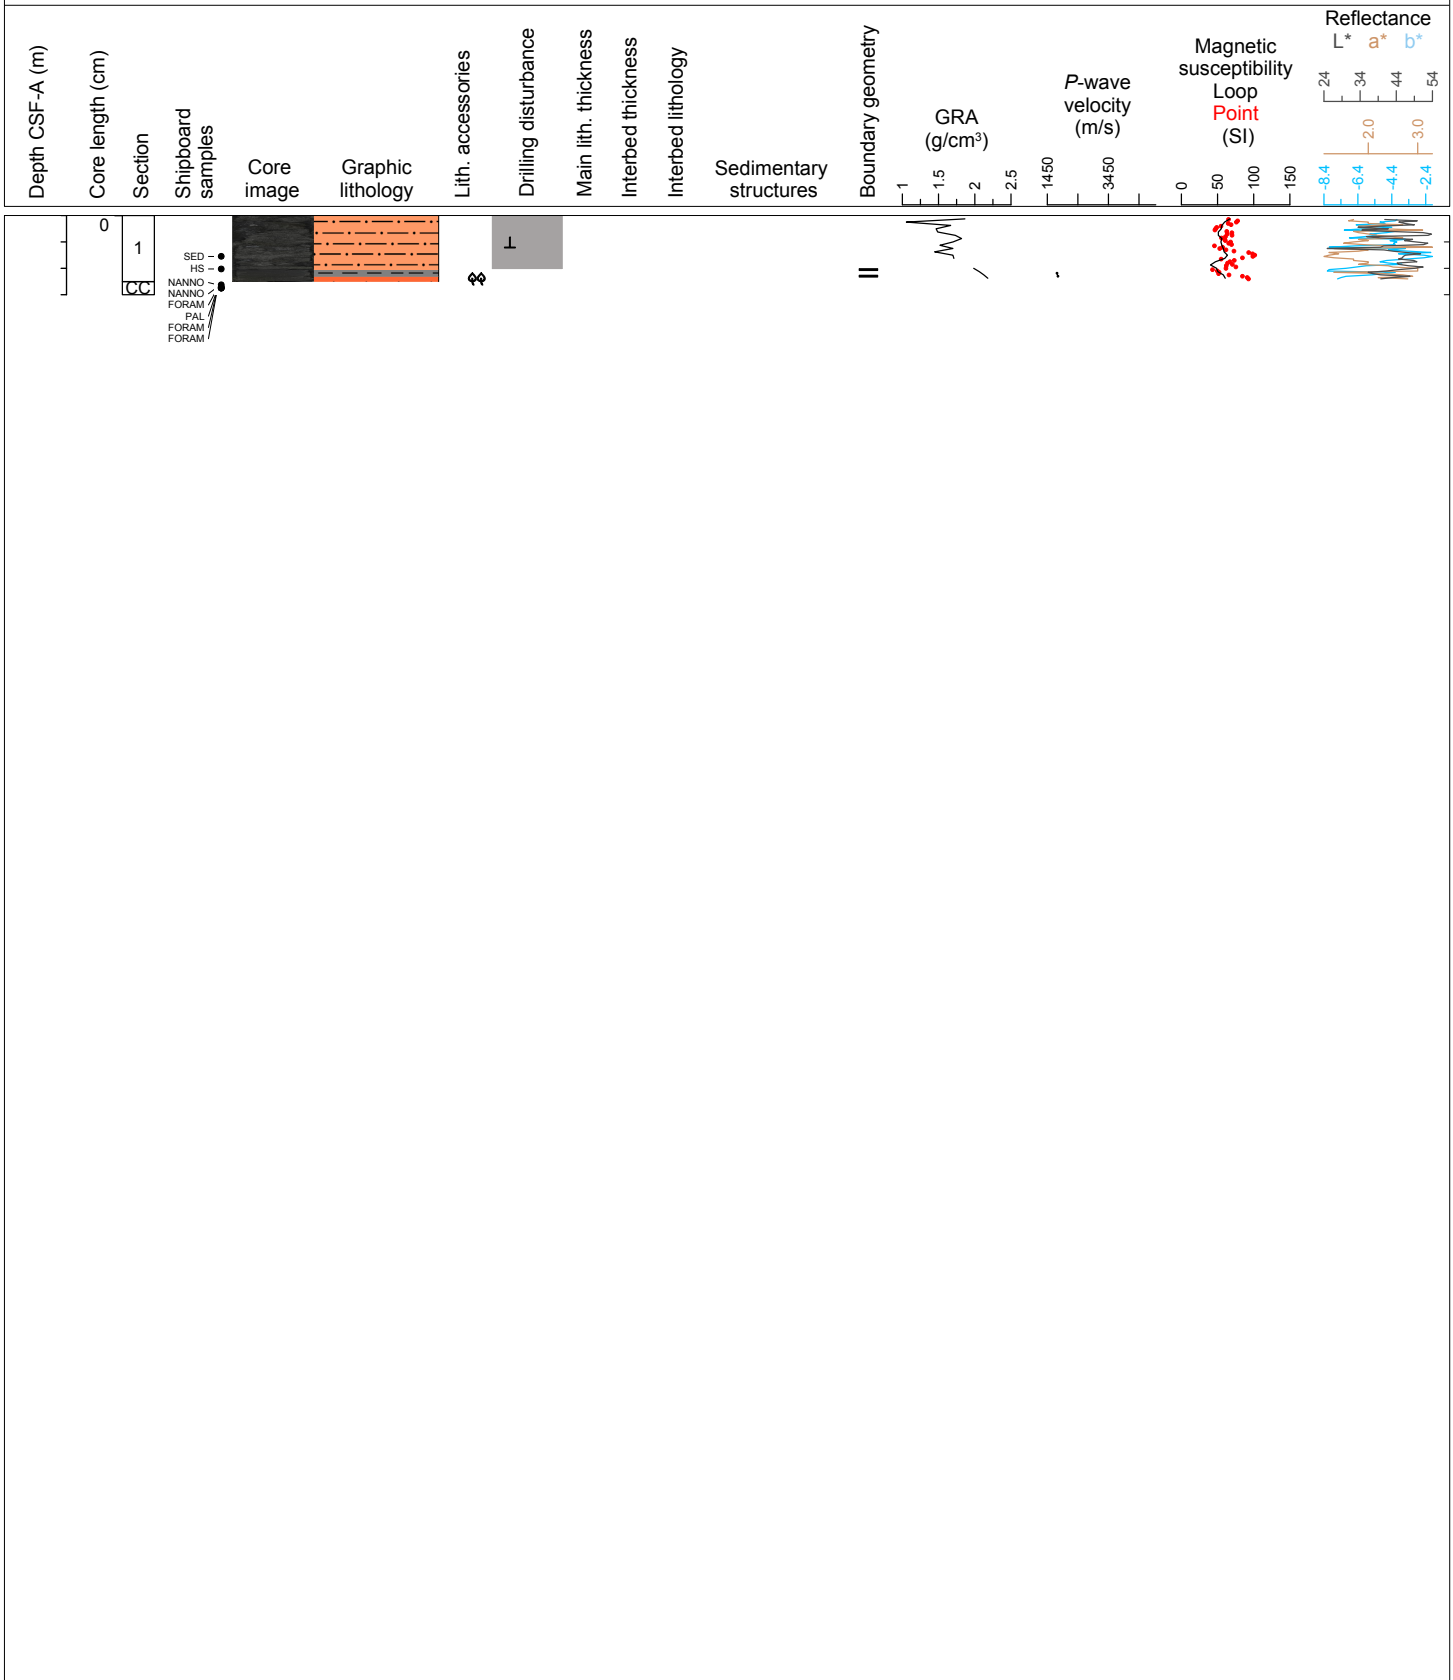 Depth CSF-A (m)
Core length (cm)
Section
Shipboard
samples
Core
image
Graphic
lithology
Lith. accessories
Drilling disturbance
Main lith. thickness
Interbed thickness
Interbed lithology
Sedimentary
structures
Boundary geometry
GRA
(g/cm³)
1 1.5 2 2.5
P-wave
velocity
(m/s)
1450 3450
Magnetic
susceptibility
Loop
Point
(SI)
0 50 100 150
Reflectance
L* a* b*
24 34 44 54
2.0 3.0
-8.4 -6.4 -4.4 -2.4
0
1
CC
SED
HS
NANNO
NANNO
FORAM
PAL
FORAM
FORAM